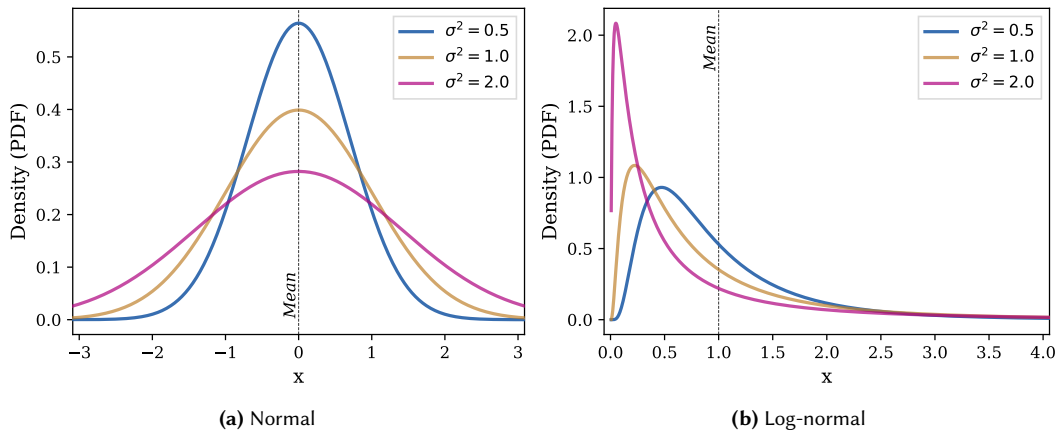 σ² = 0.5
σ² = 1.0
σ² = 2.0
Mean
Density (PDF)
0.5
0.4
0.3
0.2
0.1
0.0
−3 −2 −1 0 1 2 3
x
(a) Normal
σ² = 0.5
σ² = 1.0
σ² = 2.0
Mean
Density (PDF)
2.0
1.5
1.0
0.5
0.0
0.0 0.5 1.0 1.5 2.0 2.5 3.0 3.5 4.0
x
(b) Log-normal